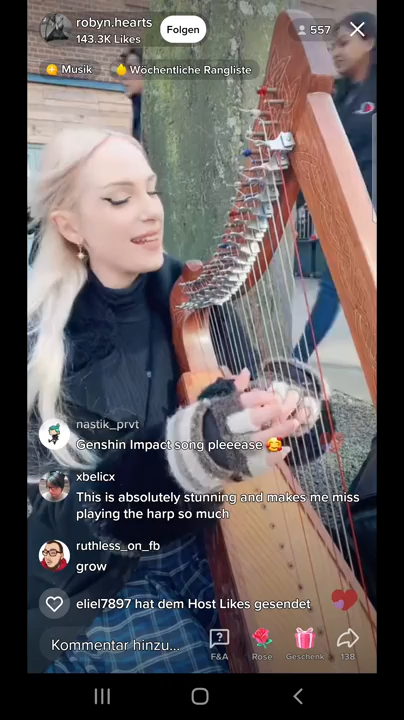 robyn.hearts
143.3K Likes
Folgen
557
Musik
Wöchentliche Rangliste
nastik_prvt
Genshin Impact song pleeease 🥰
xbelicx
This is absolutely stunning and makes me miss
playing the harp so much
ruthless_on_fb
grow
eliel7897 hat dem Host Likes gesendet
Kommentar hinzu...
F&A
Rose
Geschenk
138